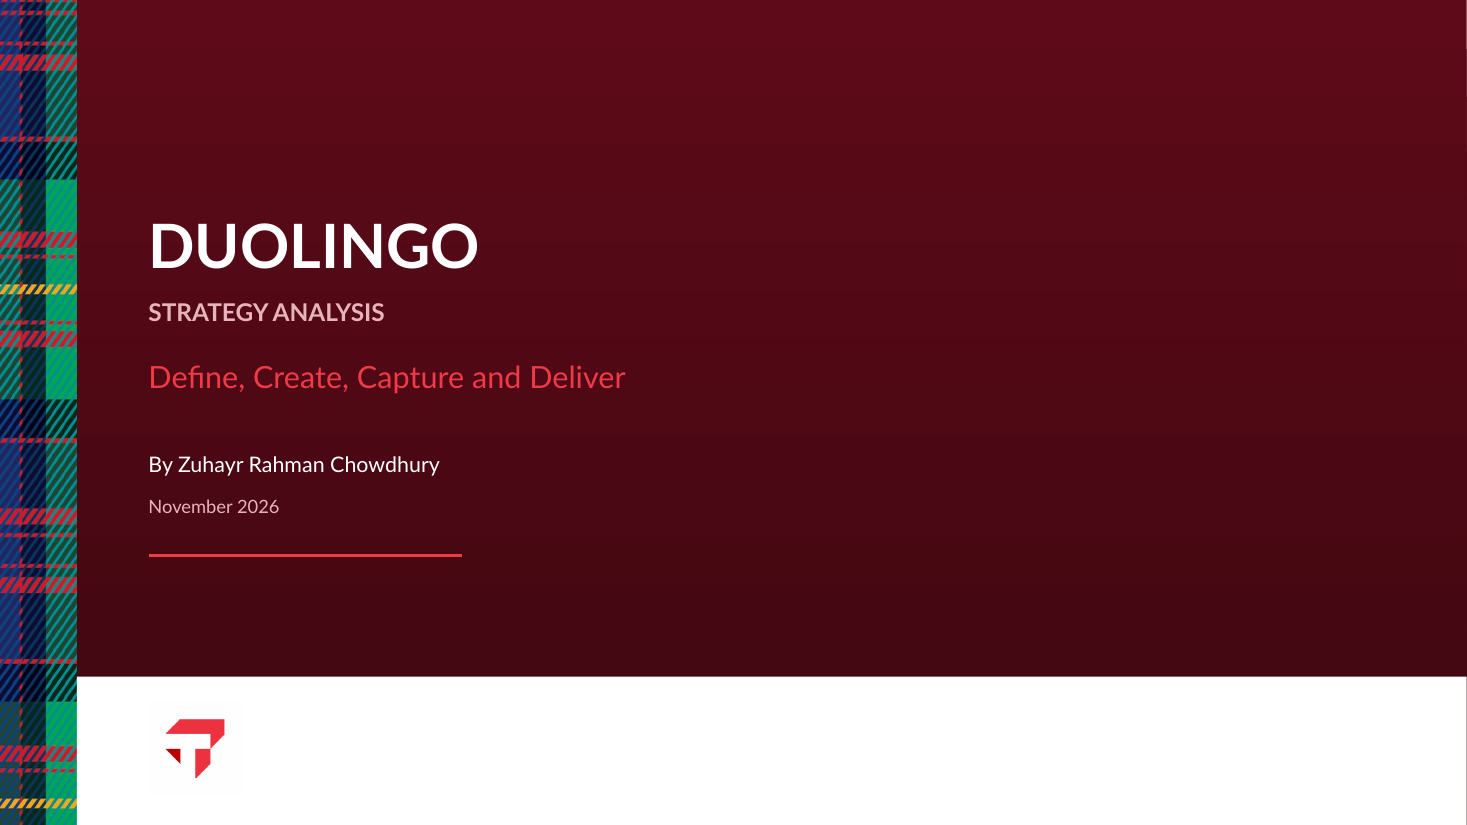 DUOLINGO
STRATEGY ANALYSIS
Define, Create, Capture and Deliver
By Zuhayr Rahman Chowdhury
November 2026